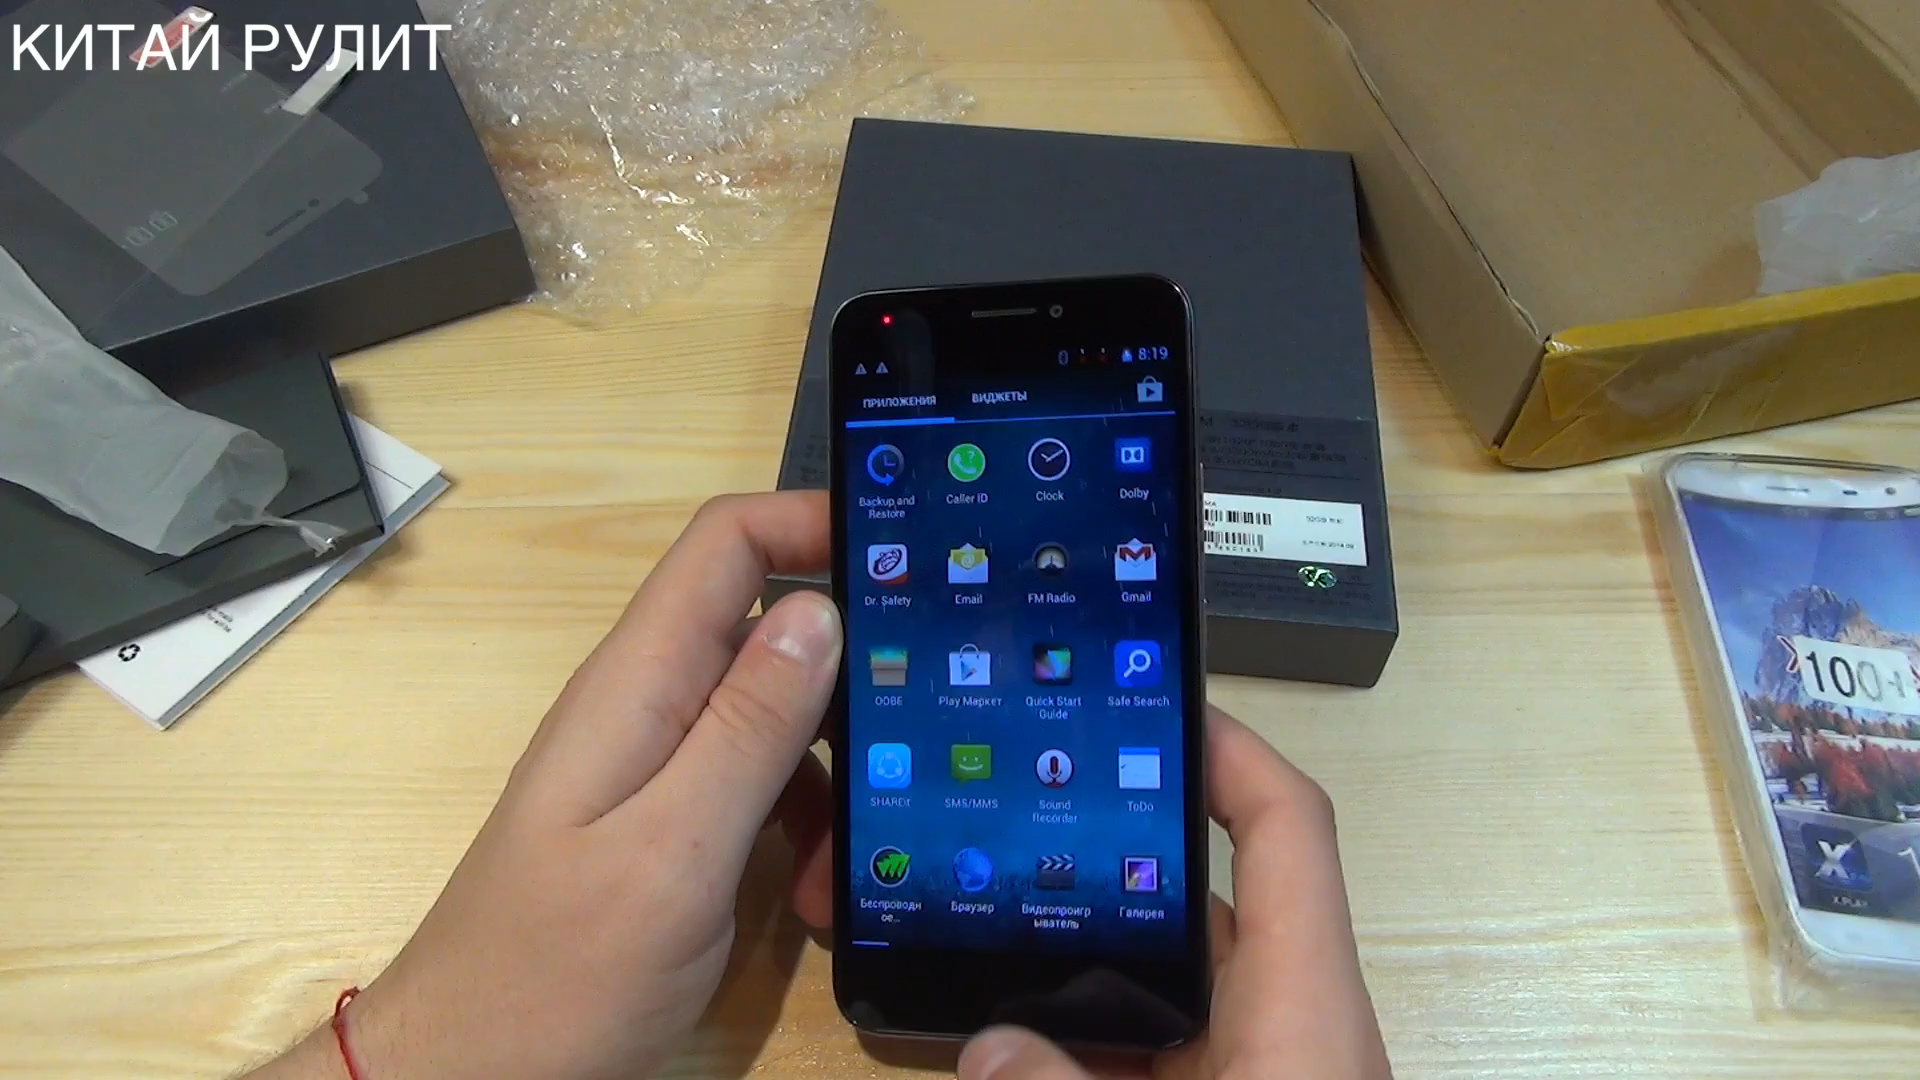 КИТАЙ РУЛИТ
8:19
ПРИЛОЖЕНИЯ ВИДЖЕТЫ
Backup and
Restore
Caller ID
Clock
Dolby
Dr. Safety
Email
FM Radio
Gmail
OOBE
Play Маркет
Quick Start
Guide
Safe Search
SHAREit
SMS/MMS
Sound
Recorder
ToDo
Беспроводн
ое...
Браузер
Видеопроигр
ыватель
Галерея
100
X
X.PLAY